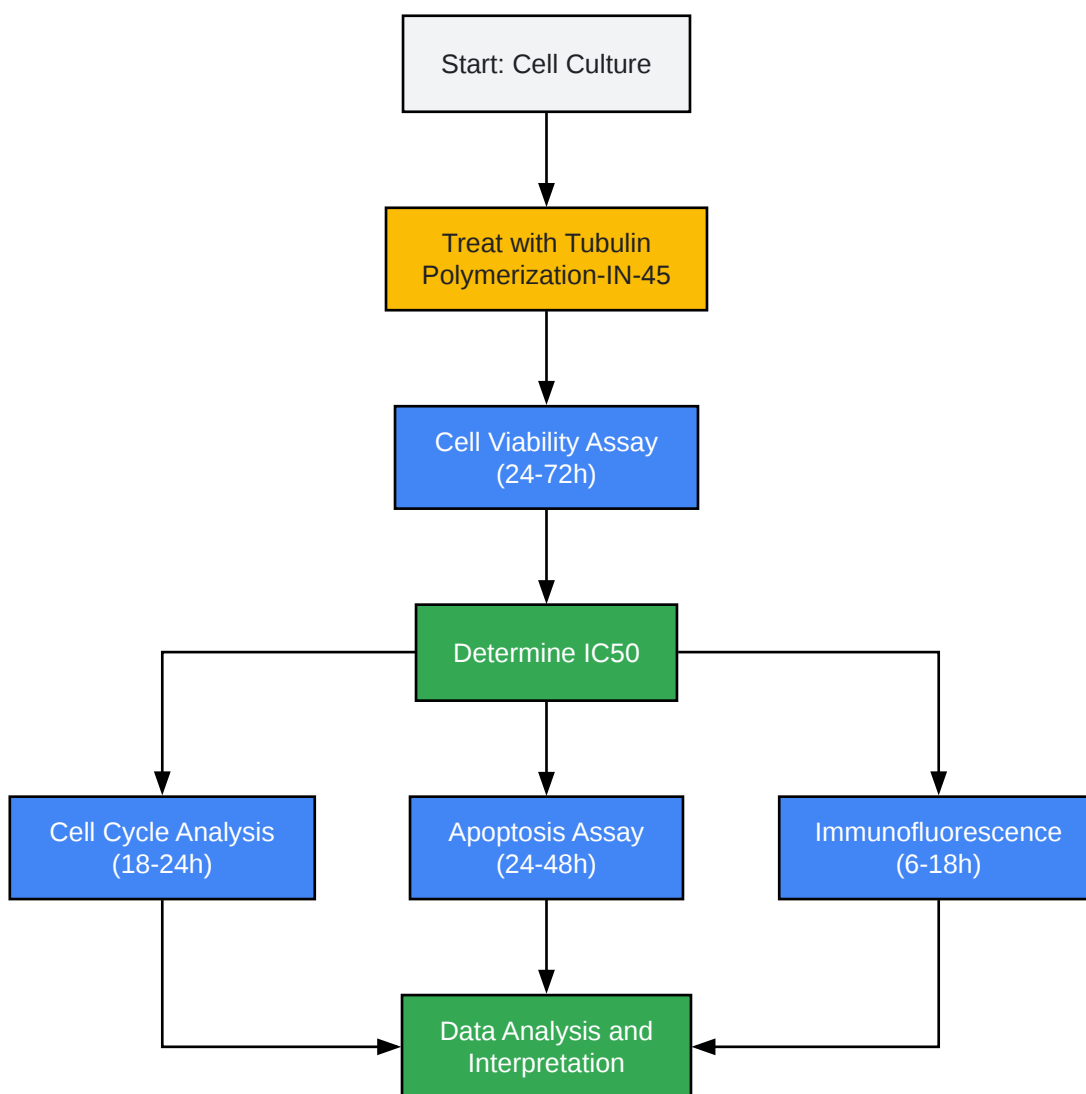 Start: Cell Culture
Treat with Tubulin
Polymerization-IN-45
Cell Viability Assay
(24-72h)
Determine IC50
Cell Cycle Analysis
(18-24h)
Apoptosis Assay
(24-48h)
Immunofluorescence
(6-18h)
Data Analysis and
Interpretation